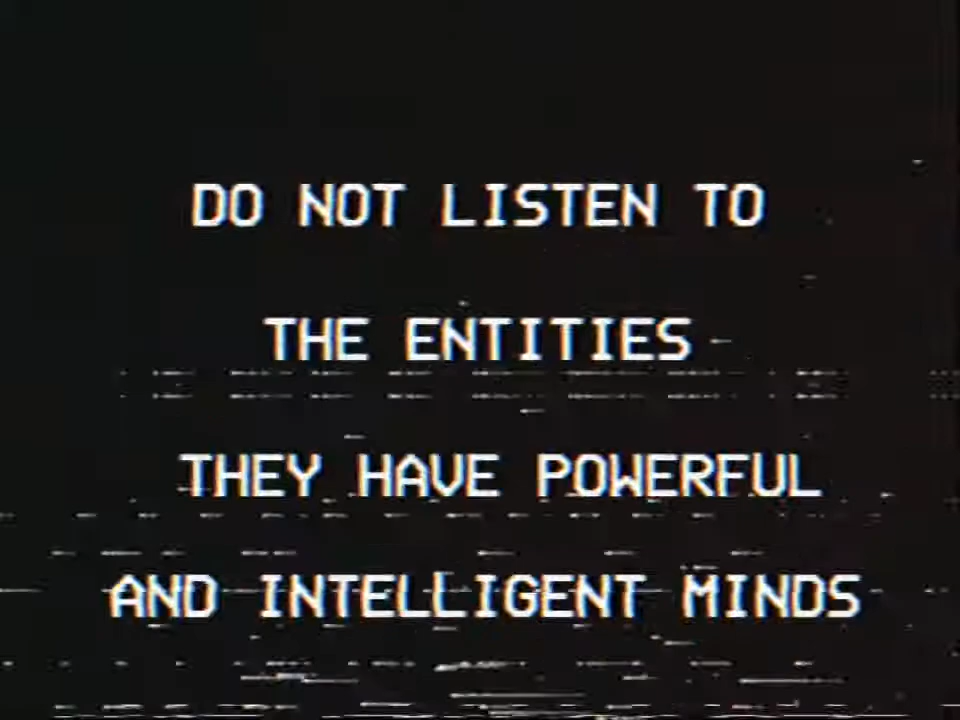 DO NOT LISTEN TO
THE ENTITIES
THEY HAVE POWERFUL
AND INTELLIGENT MINDS